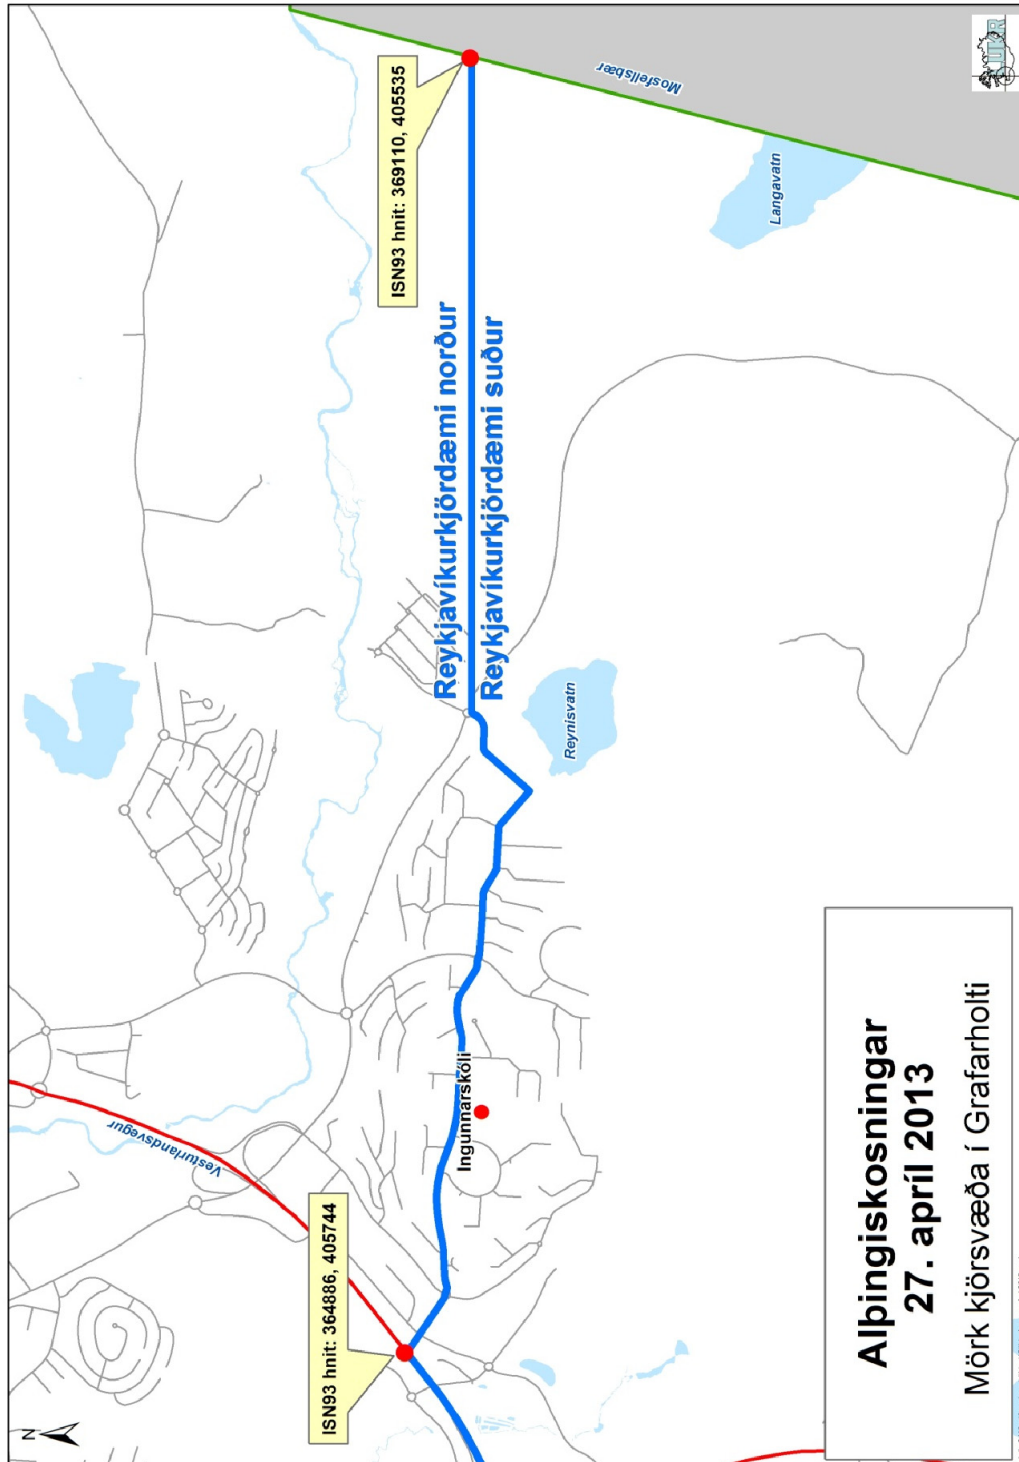 N
ISN93 hnit: 364886, 405744
Vesturlandsvegur
Ingunnarskóli
Reykjavíkurkjördæmi norður
Reykjavíkurkjördæmi suður
Reynisvatn
ISN93 hnit: 369110, 405535
Mosfellsbær
Langavatn
UKR
Alþingiskosningar
27. apríl 2013
Mörk kjörsvæða í Grafarholti